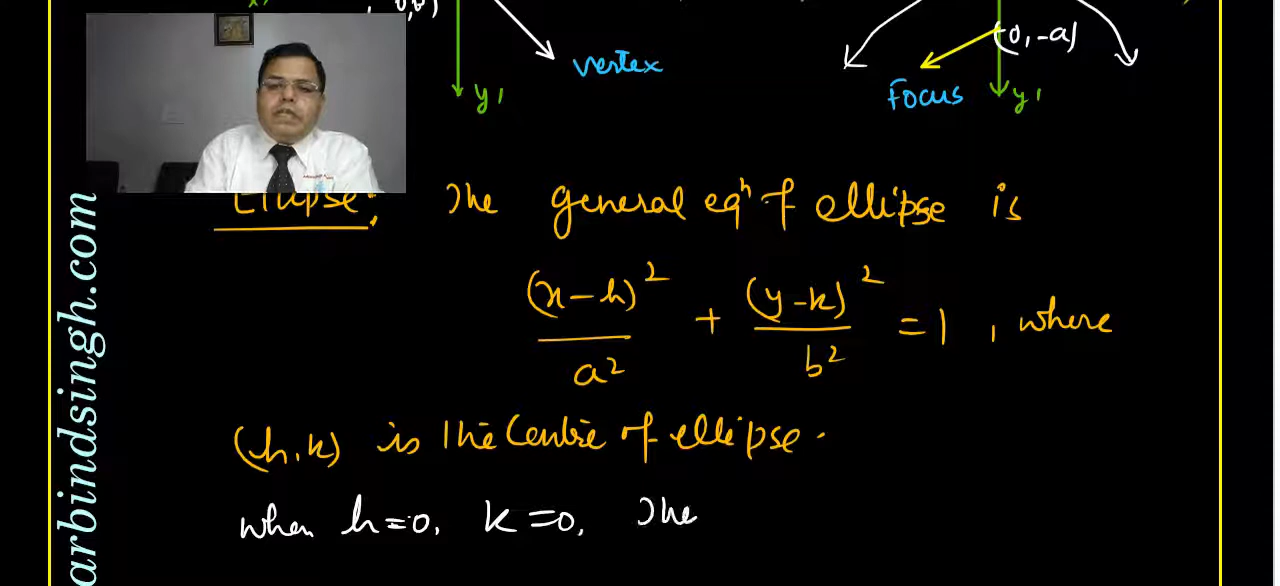 (0, -a)
vertex
Focus
y'
y'
Ellipse: The general eqn of ellipse is
(x-h)²/a² + (y-k)²/b² = 1, where
(h,k) is the centre of ellipse.
when h=0, k=0, The
arbindsingh.com